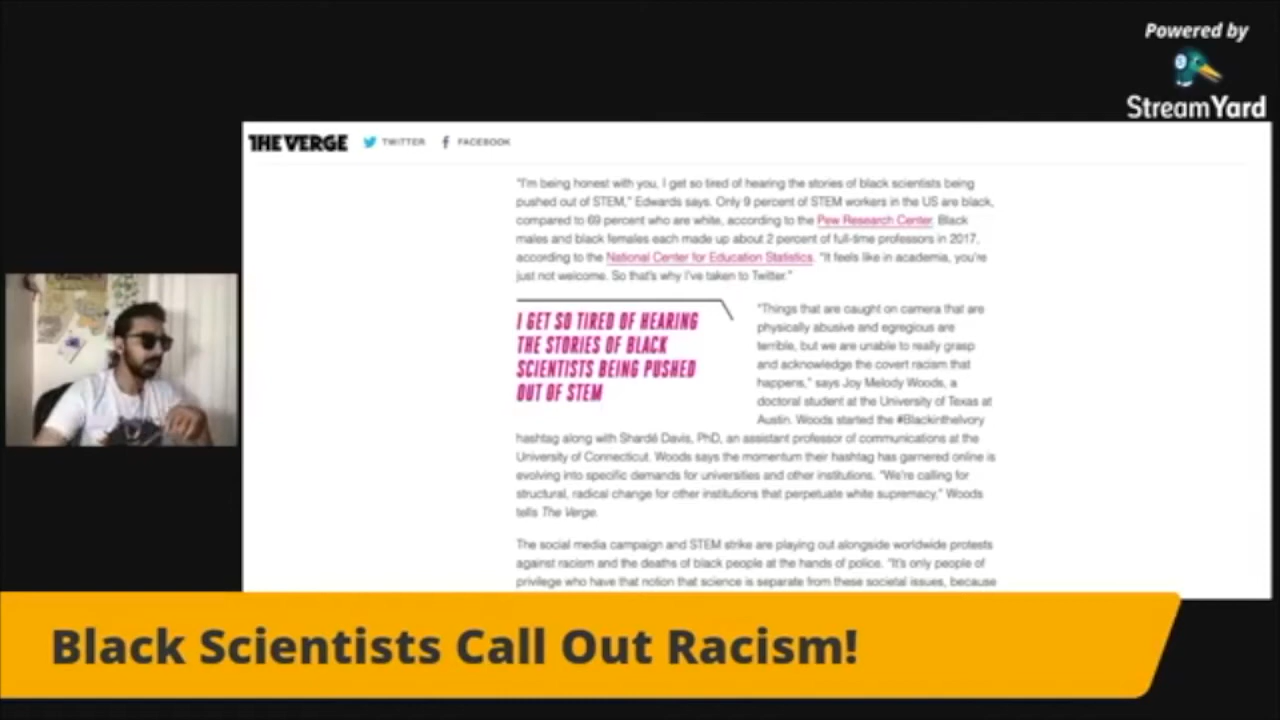 Powered by
StreamYard
THE VERGE TWITTER FACEBOOK
"I'm being honest with you, I get so tired of hearing the stories of black scientists being
pushed out of STEM," Edwards says. Only 9 percent of STEM workers in the US are black,
compared to 69 percent who are white, according to the Pew Research Center. Black
males and black females each made up about 2 percent of full-time professors in 2017,
according to the National Center for Education Statistics. "It feels like in academia, you're
just not welcome. So that's why I've taken to Twitter."
I GET SO TIRED OF HEARING
THE STORIES OF BLACK
SCIENTISTS BEING PUSHED
OUT OF STEM
"Things that are caught on camera that are
physically abusive and egregious are
terrible, but we are unable to really grasp
and acknowledge the covert racism that
happens," says Joy Melody Woods, a
doctoral student at the University of Texas at
Austin. Woods started the #BlackintheIvory
hashtag along with Shardé Davis, PhD, an assistant professor of communications at the
University of Connecticut. Woods says the momentum their hashtag has garnered online is
evolving into specific demands for universities and other institutions. "We're calling for
structural, radical change for other institutions that perpetuate white supremacy," Woods
tells The Verge.
The social media campaign and STEM strike are playing out alongside worldwide protests
against racism and the deaths of black people at the hands of police. "It's only people of
privilege who have that notion that science is separate from these societal issues, because
Black Scientists Call Out Racism!